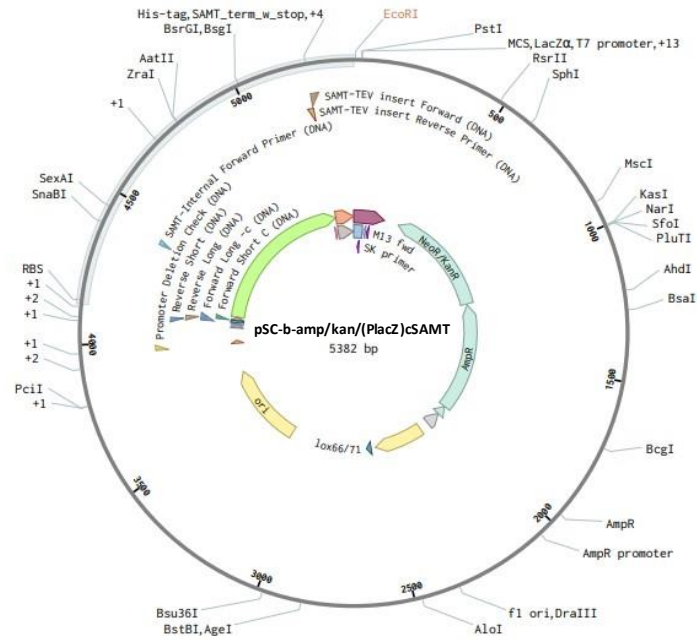 His-tag,SAMT_term_w_stop,+4
EcoRI
BsrGI,BsgI
PstI
MCS,LacZα,T7 promoter,+13
AatII
RsrII
ZraI
SphI
+1
5000
500
SAMT-TEV insert Forward (DNA)
SAMT-TEV insert Reverse Primer (DNA)
SexAI
SnaBI
4500
MscI
KasI
NarI
SfoI
PluTI
1000
SAMT-Internal Forward Primer (DNA)
Promoter Deletion Check (DNA)
Reverse Short (DNA)
Reverse Long (DNA)
Forward Long -C (DNA)
Forward Short C (DNA)
M13 fwd
SK primer
NeoR/KanR
AhdI
BsaI
RBS
+1
+2
+1
4000
+1
+2
PciI
+1
pSC-b-amp/kan/(PlacZ)cSAMT
5382 bp
AmpR
1500
ori
lox66/71
BcgI
3500
2000
AmpR
AmpR promoter
3000
2500
Bsu36I
BstBI,AgeI
f1 ori,DraIII
AloI